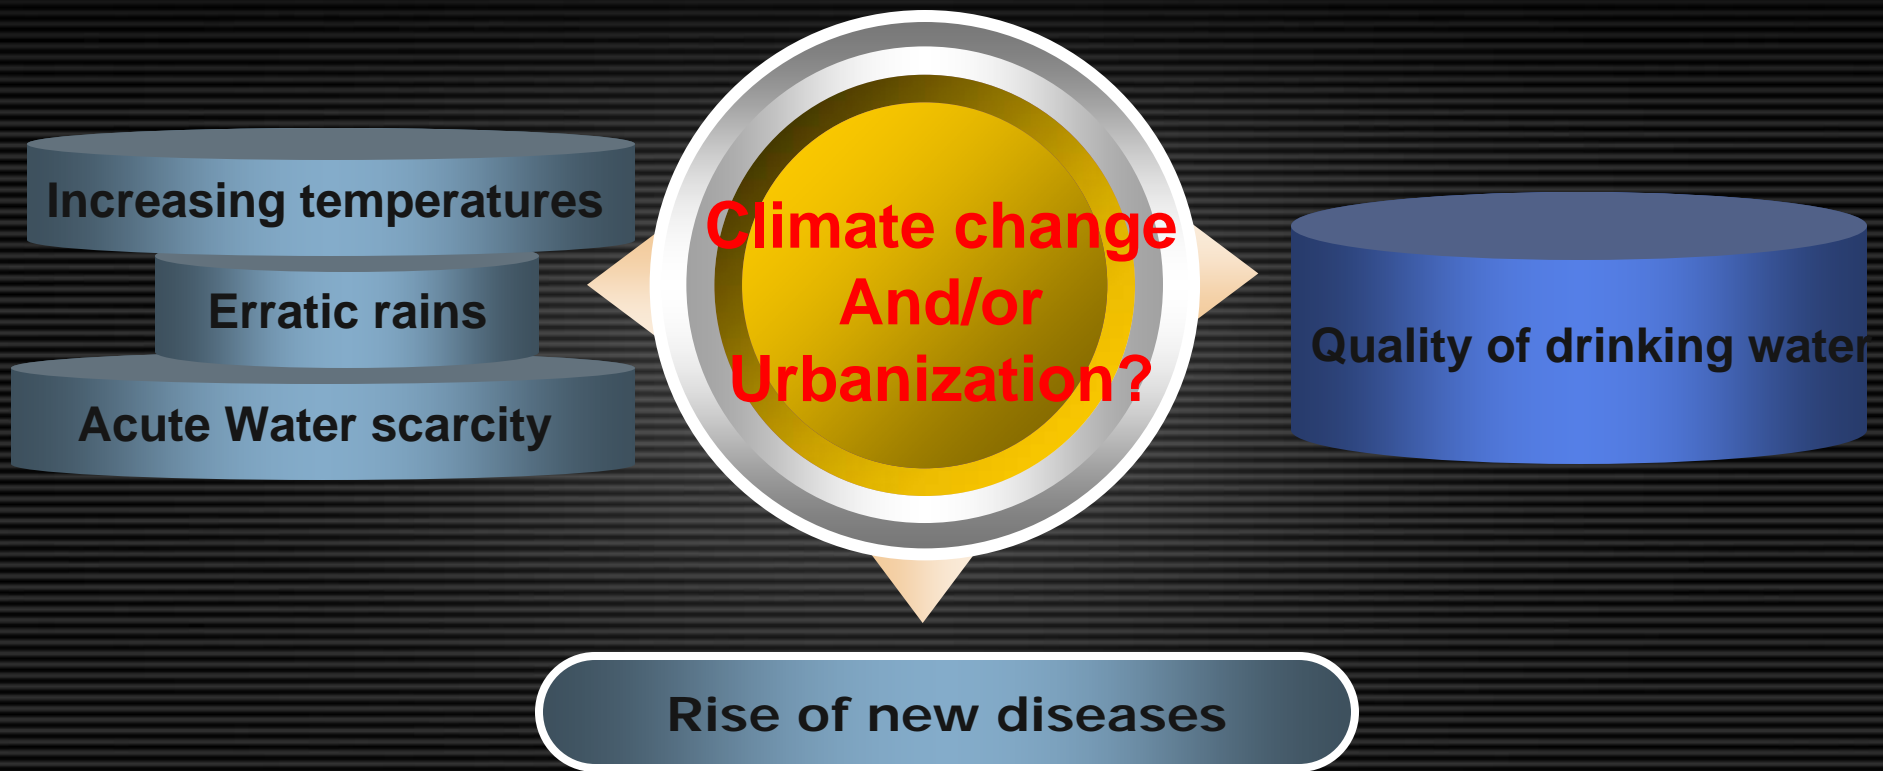 Increasing temperatures
Erratic rains
Acute Water scarcity
Climate change
And/or
Urbanization?
Quality of drinking water
Rise of new diseases